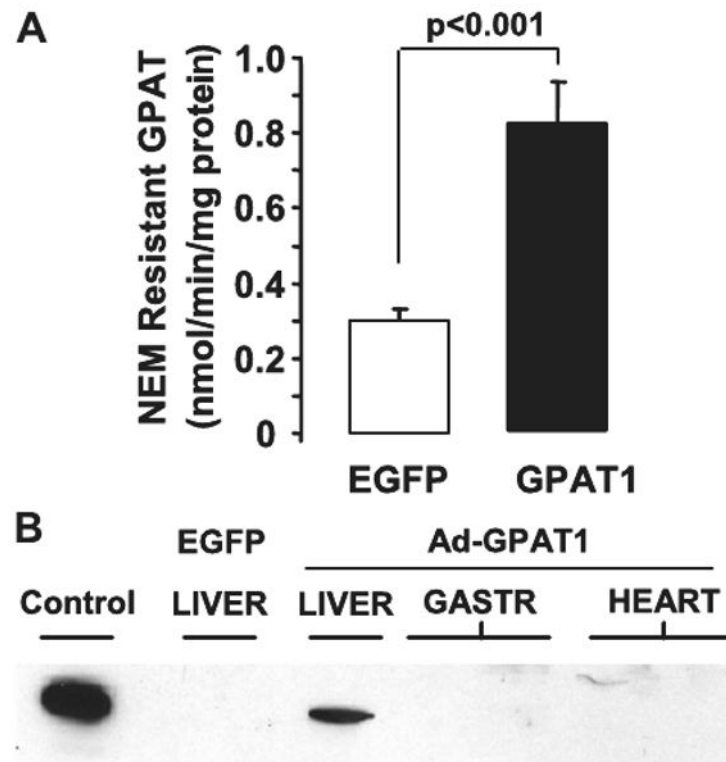 A
p<0.001
NEM Resistant GPAT
(nmol/min/mg protein)
1.0
0.8
0.6
0.4
0.2
0
EGFP GPAT1
B
EGFP Ad-GPAT1
Control LIVER LIVER GASTR HEART